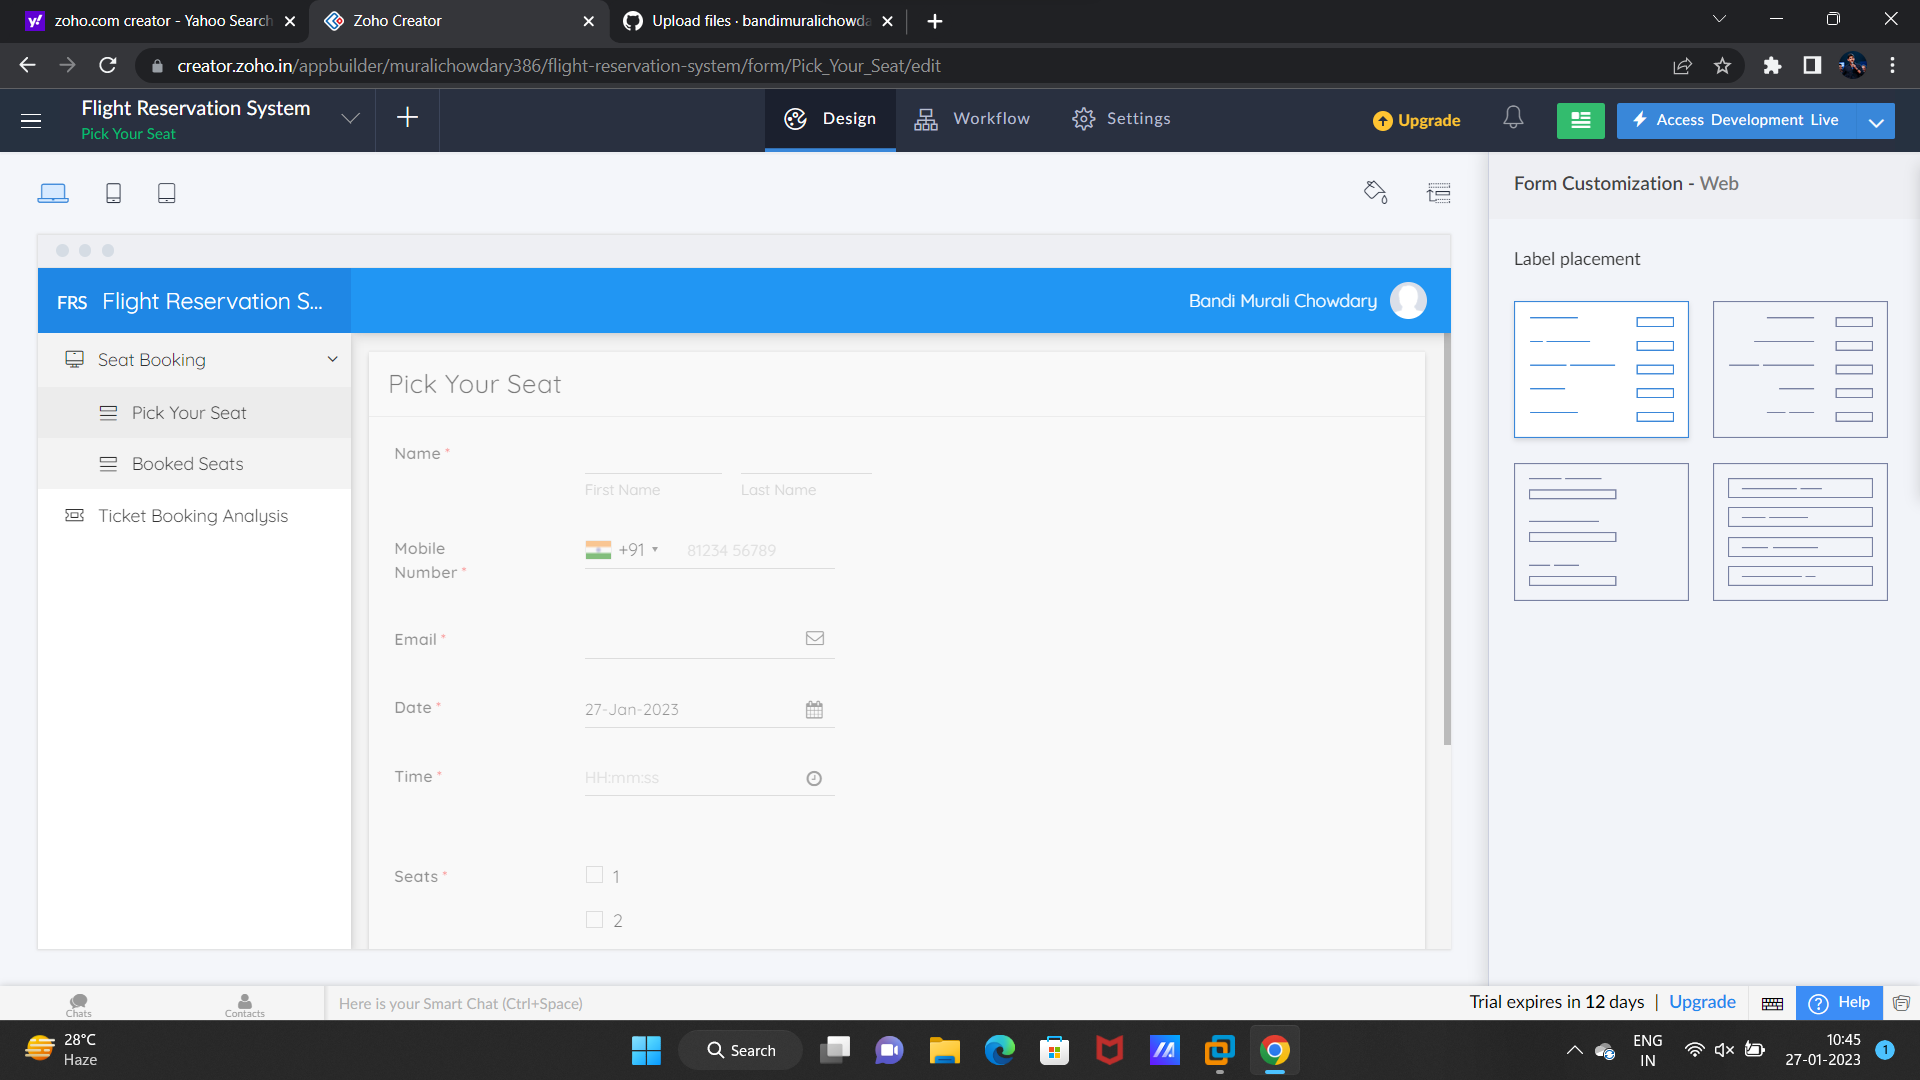 zoho.com creator - Yahoo Search
Zoho Creator
Upload files · bandimuralichowda
creator.zoho.in/appbuilder/muralichowdary386/flight-reservation-system/form/Pick_Your_Seat/edit
Flight Reservation System
Pick Your Seat
Design
Workflow
Settings
Upgrade
Access Development Live
Form Customization - Web
Label placement
FRS Flight Reservation S...
Bandi Murali Chowdary
Seat Booking
Pick Your Seat
Booked Seats
Ticket Booking Analysis
Pick Your Seat
Name *
First Name
Last Name
Mobile
Number *
+91
81234 56789
Email *
Date *
27-Jan-2023
Time *
HH:mm:ss
Seats *
1
2
Chats
Contacts
Here is your Smart Chat (Ctrl+Space)
Trial expires in 12 days | Upgrade
? Help
28°C
Haze
Search
ENG
IN
10:45
27-01-2023
1